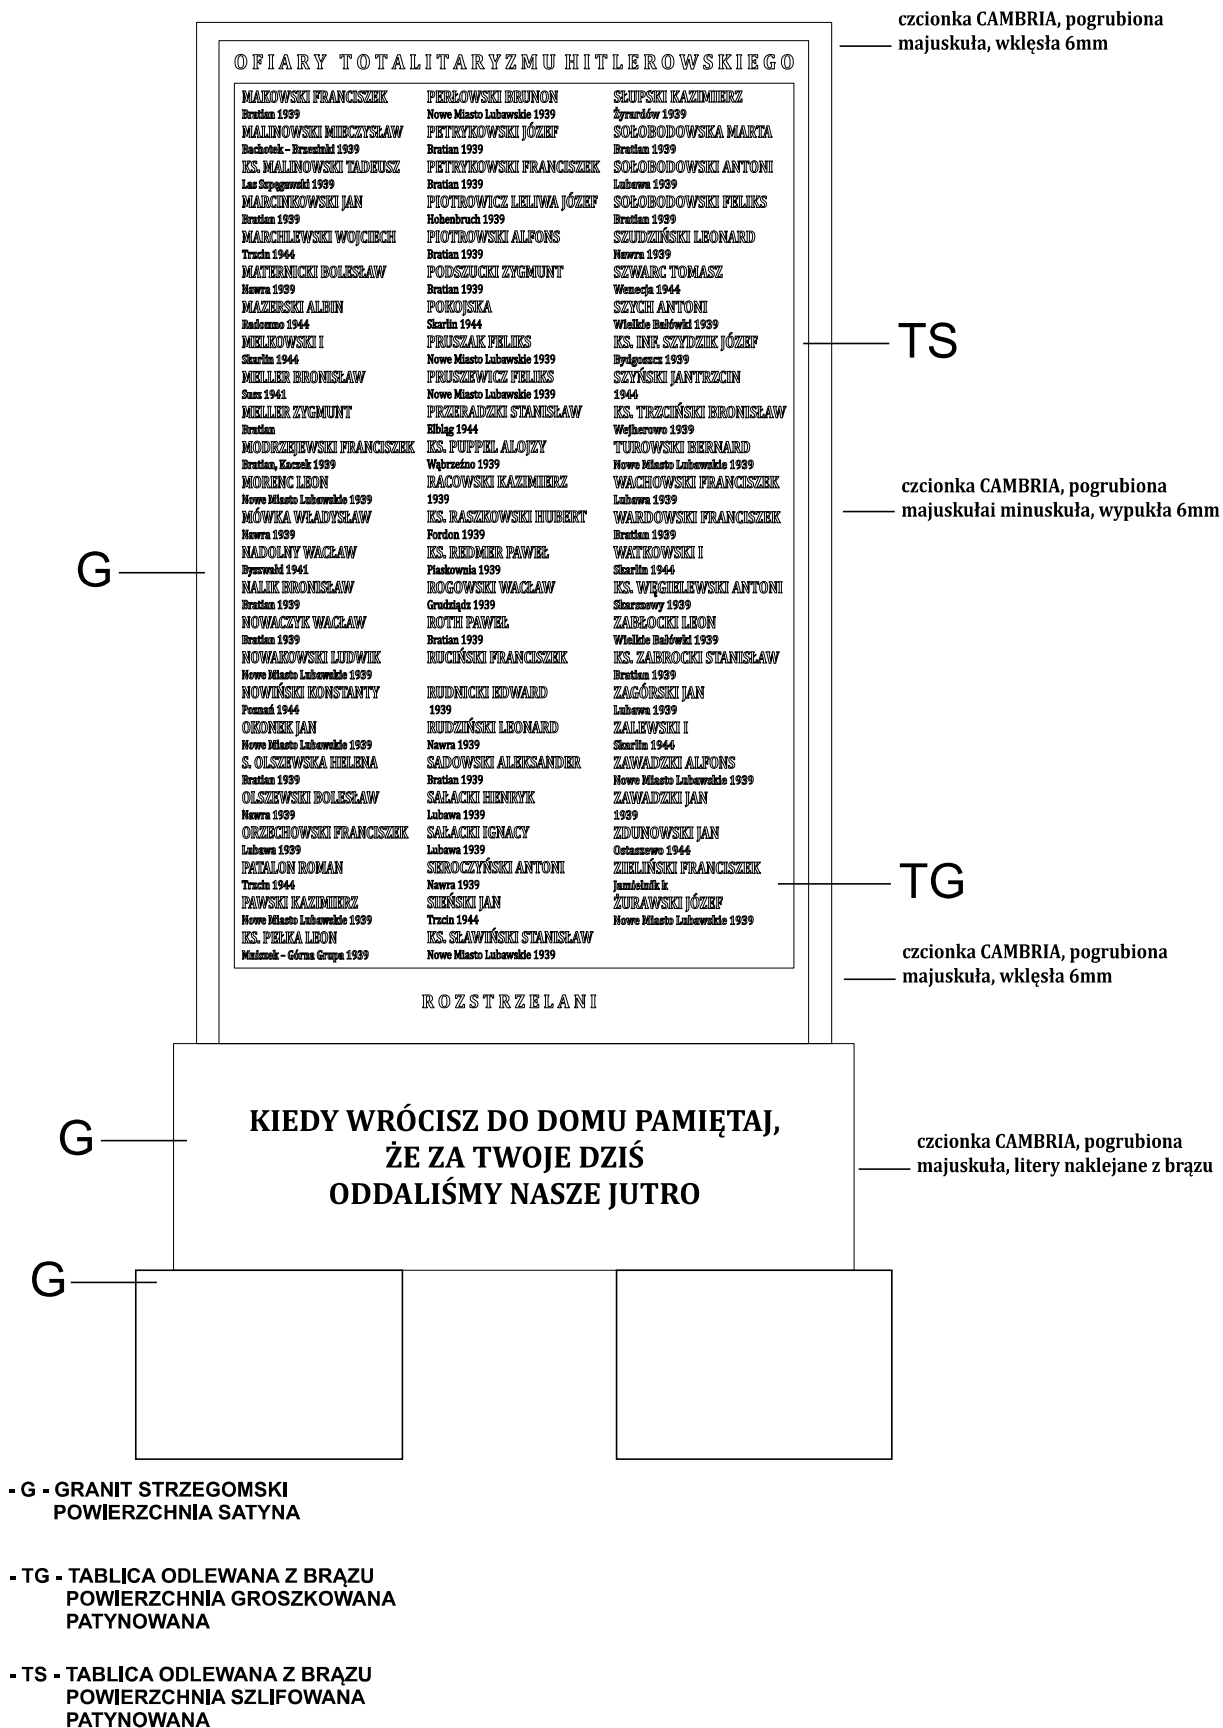 czcionka CAMBRIA, pogrubiona
majuskuła, wklęsła 6mm
OFIARY TOTALITARYZMU HITLEROWSKIEGO
MAKOWSKI FRANCISZEK
Bratian 1939
MALINOWSKI MIECZYSŁAW
Bachotek – Brzezinki 1939
KS. MALINOWSKI TADEUSZ
Las Szpęgawski 1939
MARCINKOWSKI JAN
Bratian 1939
MARCHLEWSKI WOJCIECH
Trzcin 1944
MATERNICKI BOLESŁAW
Nawra 1939
MAZERSKI ALBIN
Radomno 1944
MELKOWSKI I
Skarlin 1944
MELLER BRONISŁAW
Susz 1941
MELLER ZYGMUNT
Bratian
MODRZEJEWSKI FRANCISZEK
Bratian, Kaczek 1939
MORENC LEON
Nowe Miasto Lubawskie 1939
MÓWKA WŁADYSŁAW
Nawra 1939
NADOLNY WACŁAW
Byszwałd 1941
NALIK BRONISŁAW
Bratian 1939
NOWACZYK WACŁAW
Bratian 1939
NOWAKOWSKI LUDWIK
Nowe Miasto Lubawskie 1939
NOWIŃSKI KONSTANTY
Poznań 1944
OKONEK JAN
Nowe Miasto Lubawskie 1939
S. OLSZEWSKA HELENA
Bratian 1939
OLSZEWSKI BOLESŁAW
Nawra 1939
ORZECHOWSKI FRANCISZEK
Lubawa 1939
PATALON ROMAN
Trzcin 1944
PAWSKI KAZIMIERZ
Nowe Miasto Lubawskie 1939
KS. PEŁKA LEON
Mniszek – Górna Grupa 1939
PERŁOWSKI BRUNON
Nowe Miasto Lubawskie 1939
PETRYKOWSKI JÓZEF
Bratian 1939
PETRYKOWSKI FRANCISZEK
Bratian 1939
PIOTROWICZ LELIWA JÓZEF
Hohenbruch 1939
PIOTROWSKI ALFONS
Bratian 1939
PODSZUCKI ZYGMUNT
Bratian 1939
POKOJSKA
Skarlin 1944
PRUSZAK FELIKS
Nowe Miasto Lubawskie 1939
PRUSZEWICZ FELIKS
Nowe Miasto Lubawskie 1939
PRZERADZKI STANISŁAW
Elbląg 1944
KS. PUPPEL ALOJZY
Wąbrzeźno 1939
RACOWSKI KAZIMIERZ
1939
KS. RASZKOWSKI HUBERT
Fordon 1939
KS. REDMER PAWEŁ
Piaskownia 1939
ROGOWSKI WACŁAW
Grudziądz 1939
ROTH PAWEŁ
Bratian 1939
RUCIŃSKI FRANCISZEK
RUDNICKI EDWARD
1939
RUDZIŃSKI LEONARD
Nawra 1939
SADOWSKI ALEKSANDER
Bratian 1939
SAŁACKI HENRYK
Lubawa 1939
SAŁACKI IGNACY
Lubawa 1939
SEROCZYŃSKI ANTONI
Nawra 1939
SIEŃSKI JAN
Trzcin 1944
KS. SŁAWIŃSKI STANISŁAW
Nowe Miasto Lubawskie 1939
SŁUPSKI KAZIMIERZ
Żyrardów 1939
SOŁOBODOWSKA MARTA
Bratian 1939
SOŁOBODOWSKI ANTONI
Lubawa 1939
SOŁOBODOWSKI FELIKS
Bratian 1939
SZUDZIŃSKI LEONARD
Nawra 1939
SZWARC TOMASZ
Wenecja 1944
SZYCH ANTONI
Wielkie Bałówki 1939
KS. INF. SZYDZIK JÓZEF
Bydgoszcz 1939
SZYŃSKI JANTRZCIN
1944
KS. TRZCIŃSKI BRONISŁAW
Wejherowo 1939
TUROWSKI BERNARD
Nowe Miasto Lubawskie 1939
WACHOWSKI FRANCISZEK
Lubawa 1939
WARDOWSKI FRANCISZEK
Bratian 1939
WATKOWSKI I
Skarlin 1944
KS. WĘGIELEWSKI ANTONI
Skarszewy 1939
ZABŁOCKI LEON
Wielkie Bałówki 1939
KS. ZABROCKI STANISŁAW
Bratian 1939
ZAGÓRSKI JAN
Lubawa 1939
ZALEWSKI I
Skarlin 1944
ZAWADZKI ALFONS
Nowe Miasto Lubawskie 1939
ZAWADZKI JAN
1939
ZDUNOWSKI JAN
Ostaszewo 1944
ZIELIŃSKI FRANCISZEK
Jamielnik k
ŻURAWSKI JÓZEF
Nowe Miasto Lubawskie 1939
TS
czcionka CAMBRIA, pogrubiona
majuskułai minuskuła, wypukła 6mm
G
TG
czcionka CAMBRIA, pogrubiona
majuskuła, wklęsła 6mm
ROZSTRZELANI
G
KIEDY WRÓCISZ DO DOMU PAMIĘTAJ,
ŻE ZA TWOJE DZIŚ
ODDALIŚMY NASZE JUTRO
czcionka CAMBRIA, pogrubiona
majuskuła, litery naklejane z brązu
G
- G - GRANIT STRZEGOMSKI
POWIERZCHNIA SATYNA
- TG - TABLICA ODLEWANA Z BRĄZU
POWIERZCHNIA GROSZKOWANA
PATYNOWANA
- TS - TABLICA ODLEWANA Z BRĄZU
POWIERZCHNIA SZLIFOWANA
PATYNOWANA